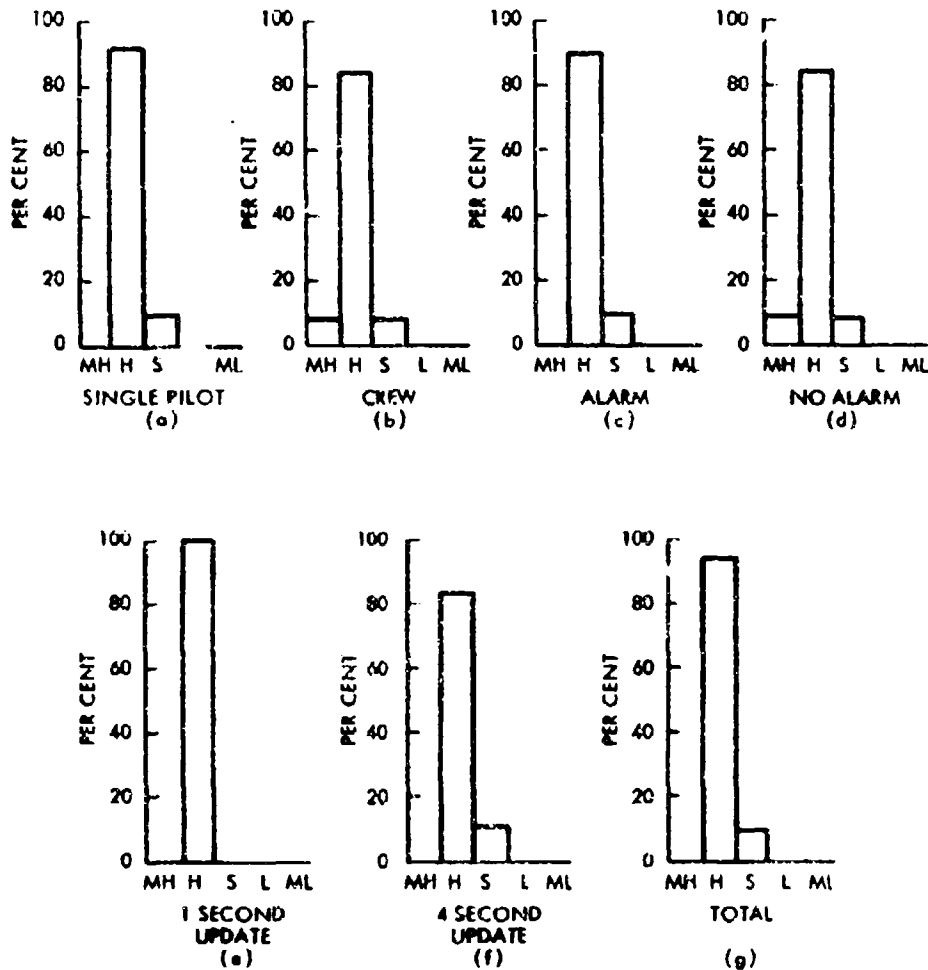 100
80
60
40
20
0
PER CENT
MH H S ML
SINGLE PILOT
(a)
100
80
60
40
20
0
PER CENT
MH H S L ML
CREW
(b)
100
80
60
40
20
0
PER CENT
MH H S L ML
ALARM
(c)
100
80
60
40
20
0
PER CENT
MH H S L ML
NO ALARM
(d)
100
80
60
40
20
0
PER CENT
MH H S L ML
1 SECOND
UPDATE
(e)
100
80
60
40
20
0
PER CENT
MH H S L ML
4 SECOND
UPDATE
(f)
100
80
60
40
20
0
PER CENT
MH H S L ML
TOTAL
(g)